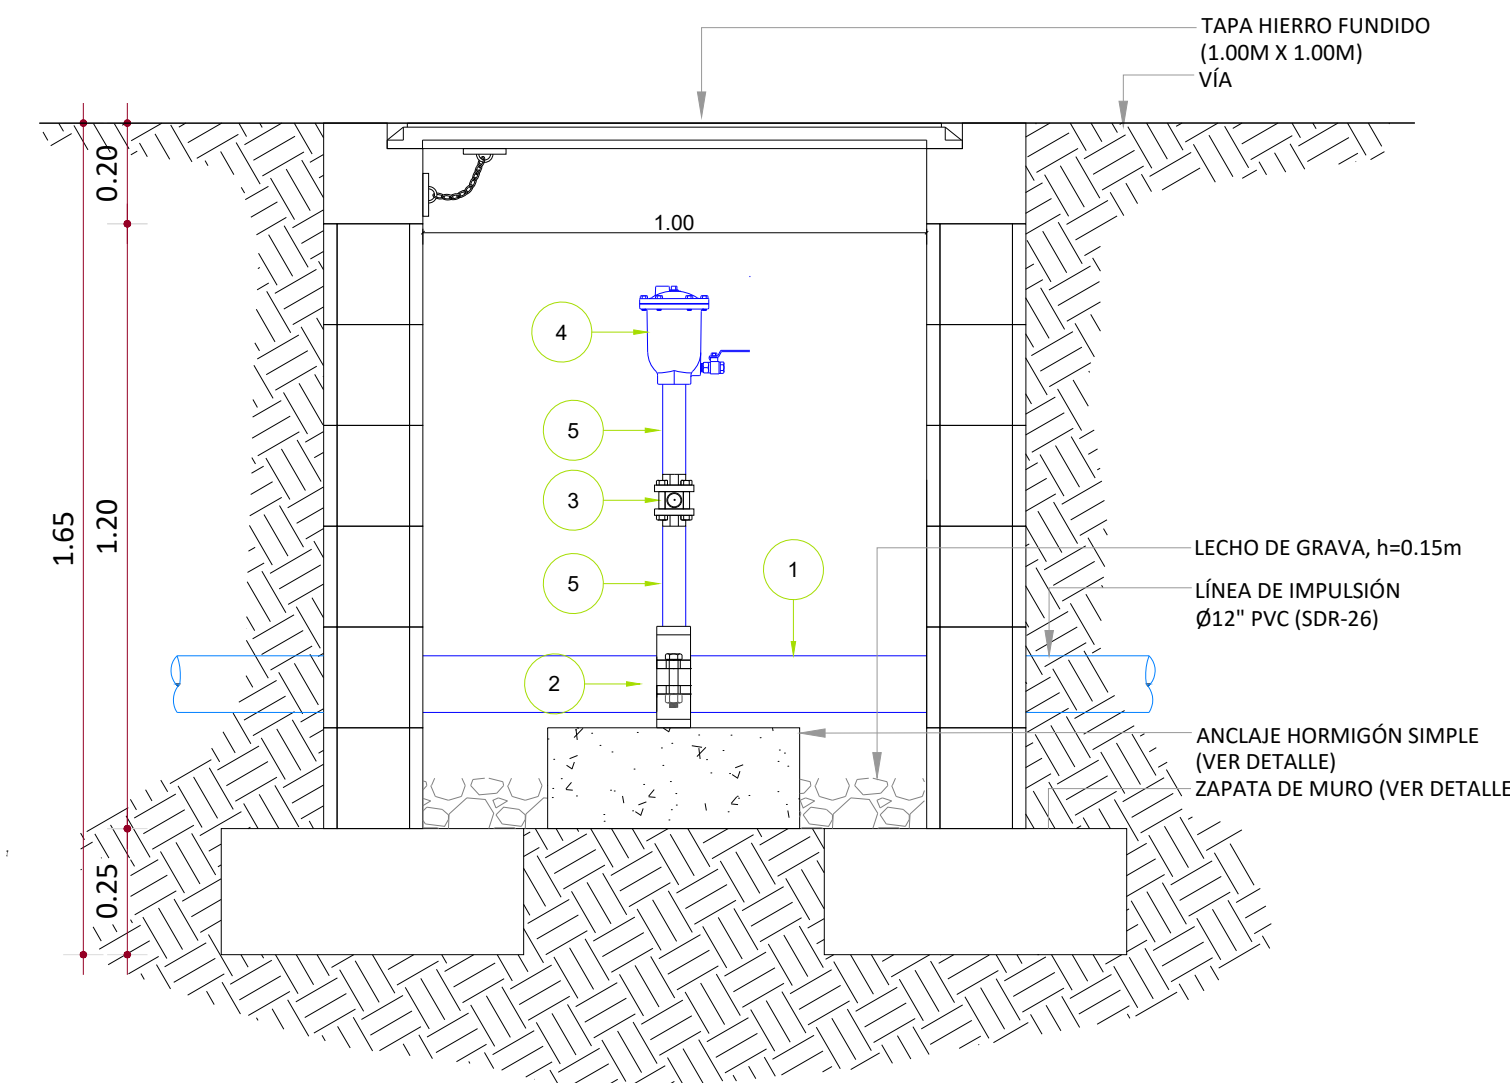 TAPA HIERRO FUNDIDO
(1.00M X 1.00M)
VÍA
0.20
1.00
4
5
3
1.65
1.20
5
1
LECHO DE GRAVA, h=0.15m
LÍNEA DE IMPULSIÓN
Ø12" PVC (SDR-26)
2
ANCLAJE HORMIGÓN SIMPLE
(VER DETALLE)
ZAPATA DE MURO (VER DETALLE
0.25